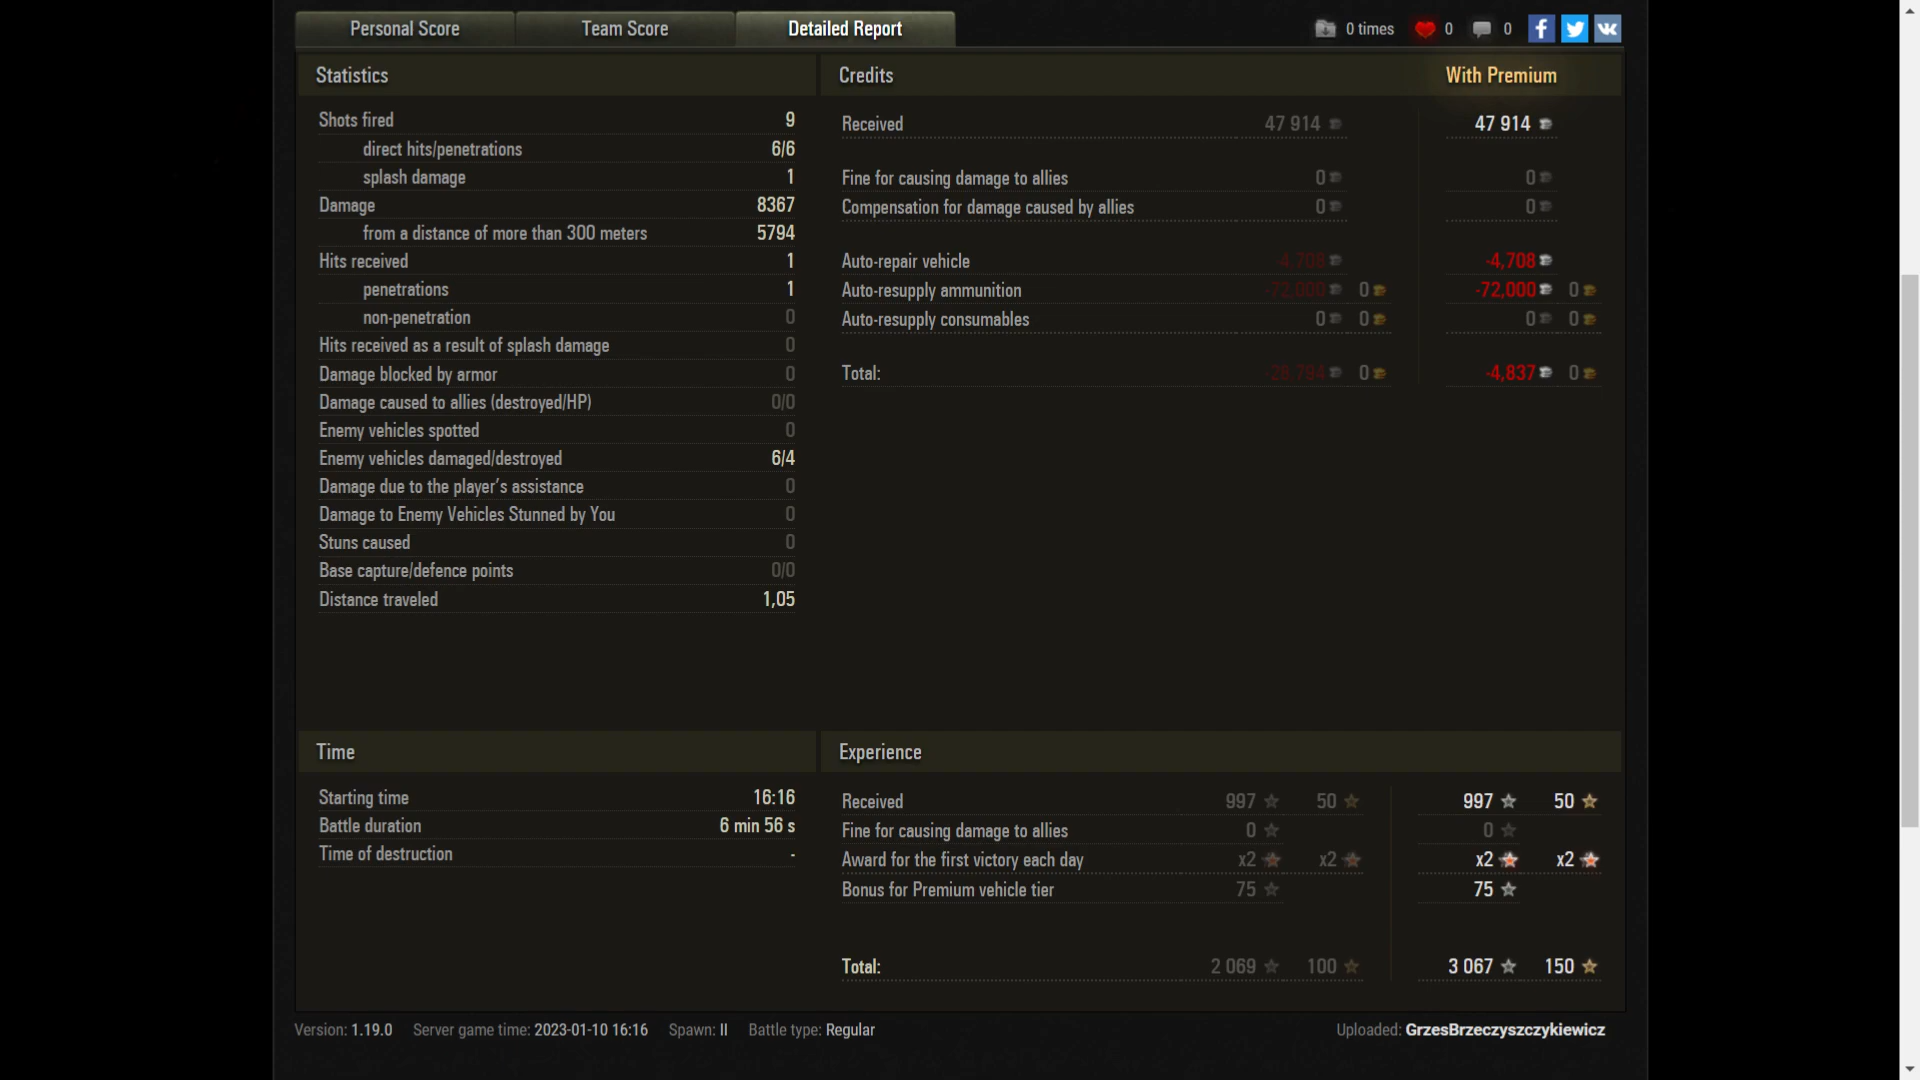 Personal Score Team Score Detailed Report 0 times 0 0
Statistics
Shots fired 9
direct hits/penetrations 6/6
splash damage 1
Damage 8367
from a distance of more than 300 meters 5794
Hits received 1
penetrations 1
non-penetration 0
Hits received as a result of splash damage 0
Damage blocked by armor 0
Damage caused to allies (destroyed/HP) 0/0
Enemy vehicles spotted 0
Enemy vehicles damaged/destroyed 6/4
Damage due to the player's assistance 0
Damage to Enemy Vehicles Stunned by You 0
Stuns caused 0
Base capture/defence points 0/0
Distance traveled 1,05
Credits With Premium
Received 47 914 47 914
Fine for causing damage to allies 0 0
Compensation for damage caused by allies 0 0
Auto-repair vehicle -4,708 -4,708
Auto-resupply ammunition -72,000 0 -72,000 0
Auto-resupply consumables 0 0 0 0
Total: -28 794 0 -4,837 0
Time
Starting time 16:16
Battle duration 6 min 56 s
Time of destruction -
Experience
Received 997 50 997 50
Fine for causing damage to allies 0 0
Award for the first victory each day x2 x2 x2 x2
Bonus for Premium vehicle tier 75 75
Total: 2 069 100 3 067 150
Version: 1.19.0 Server game time: 2023-01-10 16:16 Spawn: II Battle type: Regular Uploaded: GrzesBrzeczyszczykiewicz